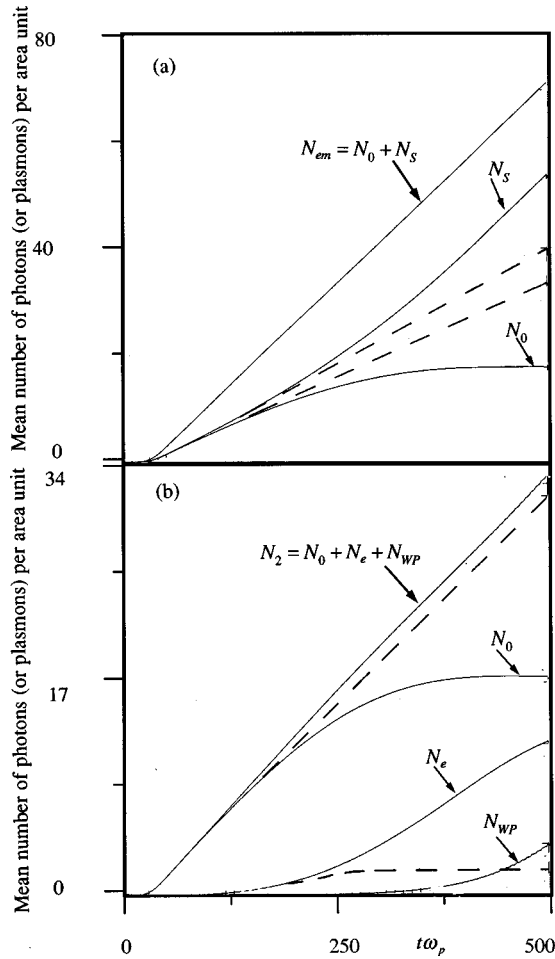 Mean number of photons (or plasmons) per area unit
80
(a)
N_em = N_0 + N_S
N_S
40
N_0
0
Mean number of photons (or plasmons) per area unit
34
(b)
N_2 = N_0 + N_e + N_WP
N_0
17
N_e
N_WP
0
0 250 tω_p 500